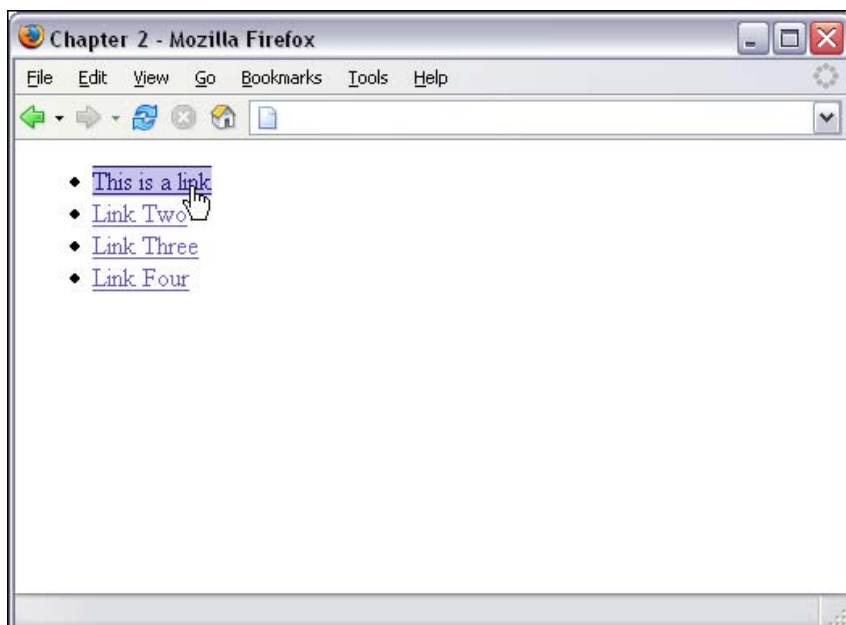 Chapter 2 - Mozilla Firefox
File Edit View Go Bookmarks Tools Help
This is a link
Link Two
Link Three
Link Four